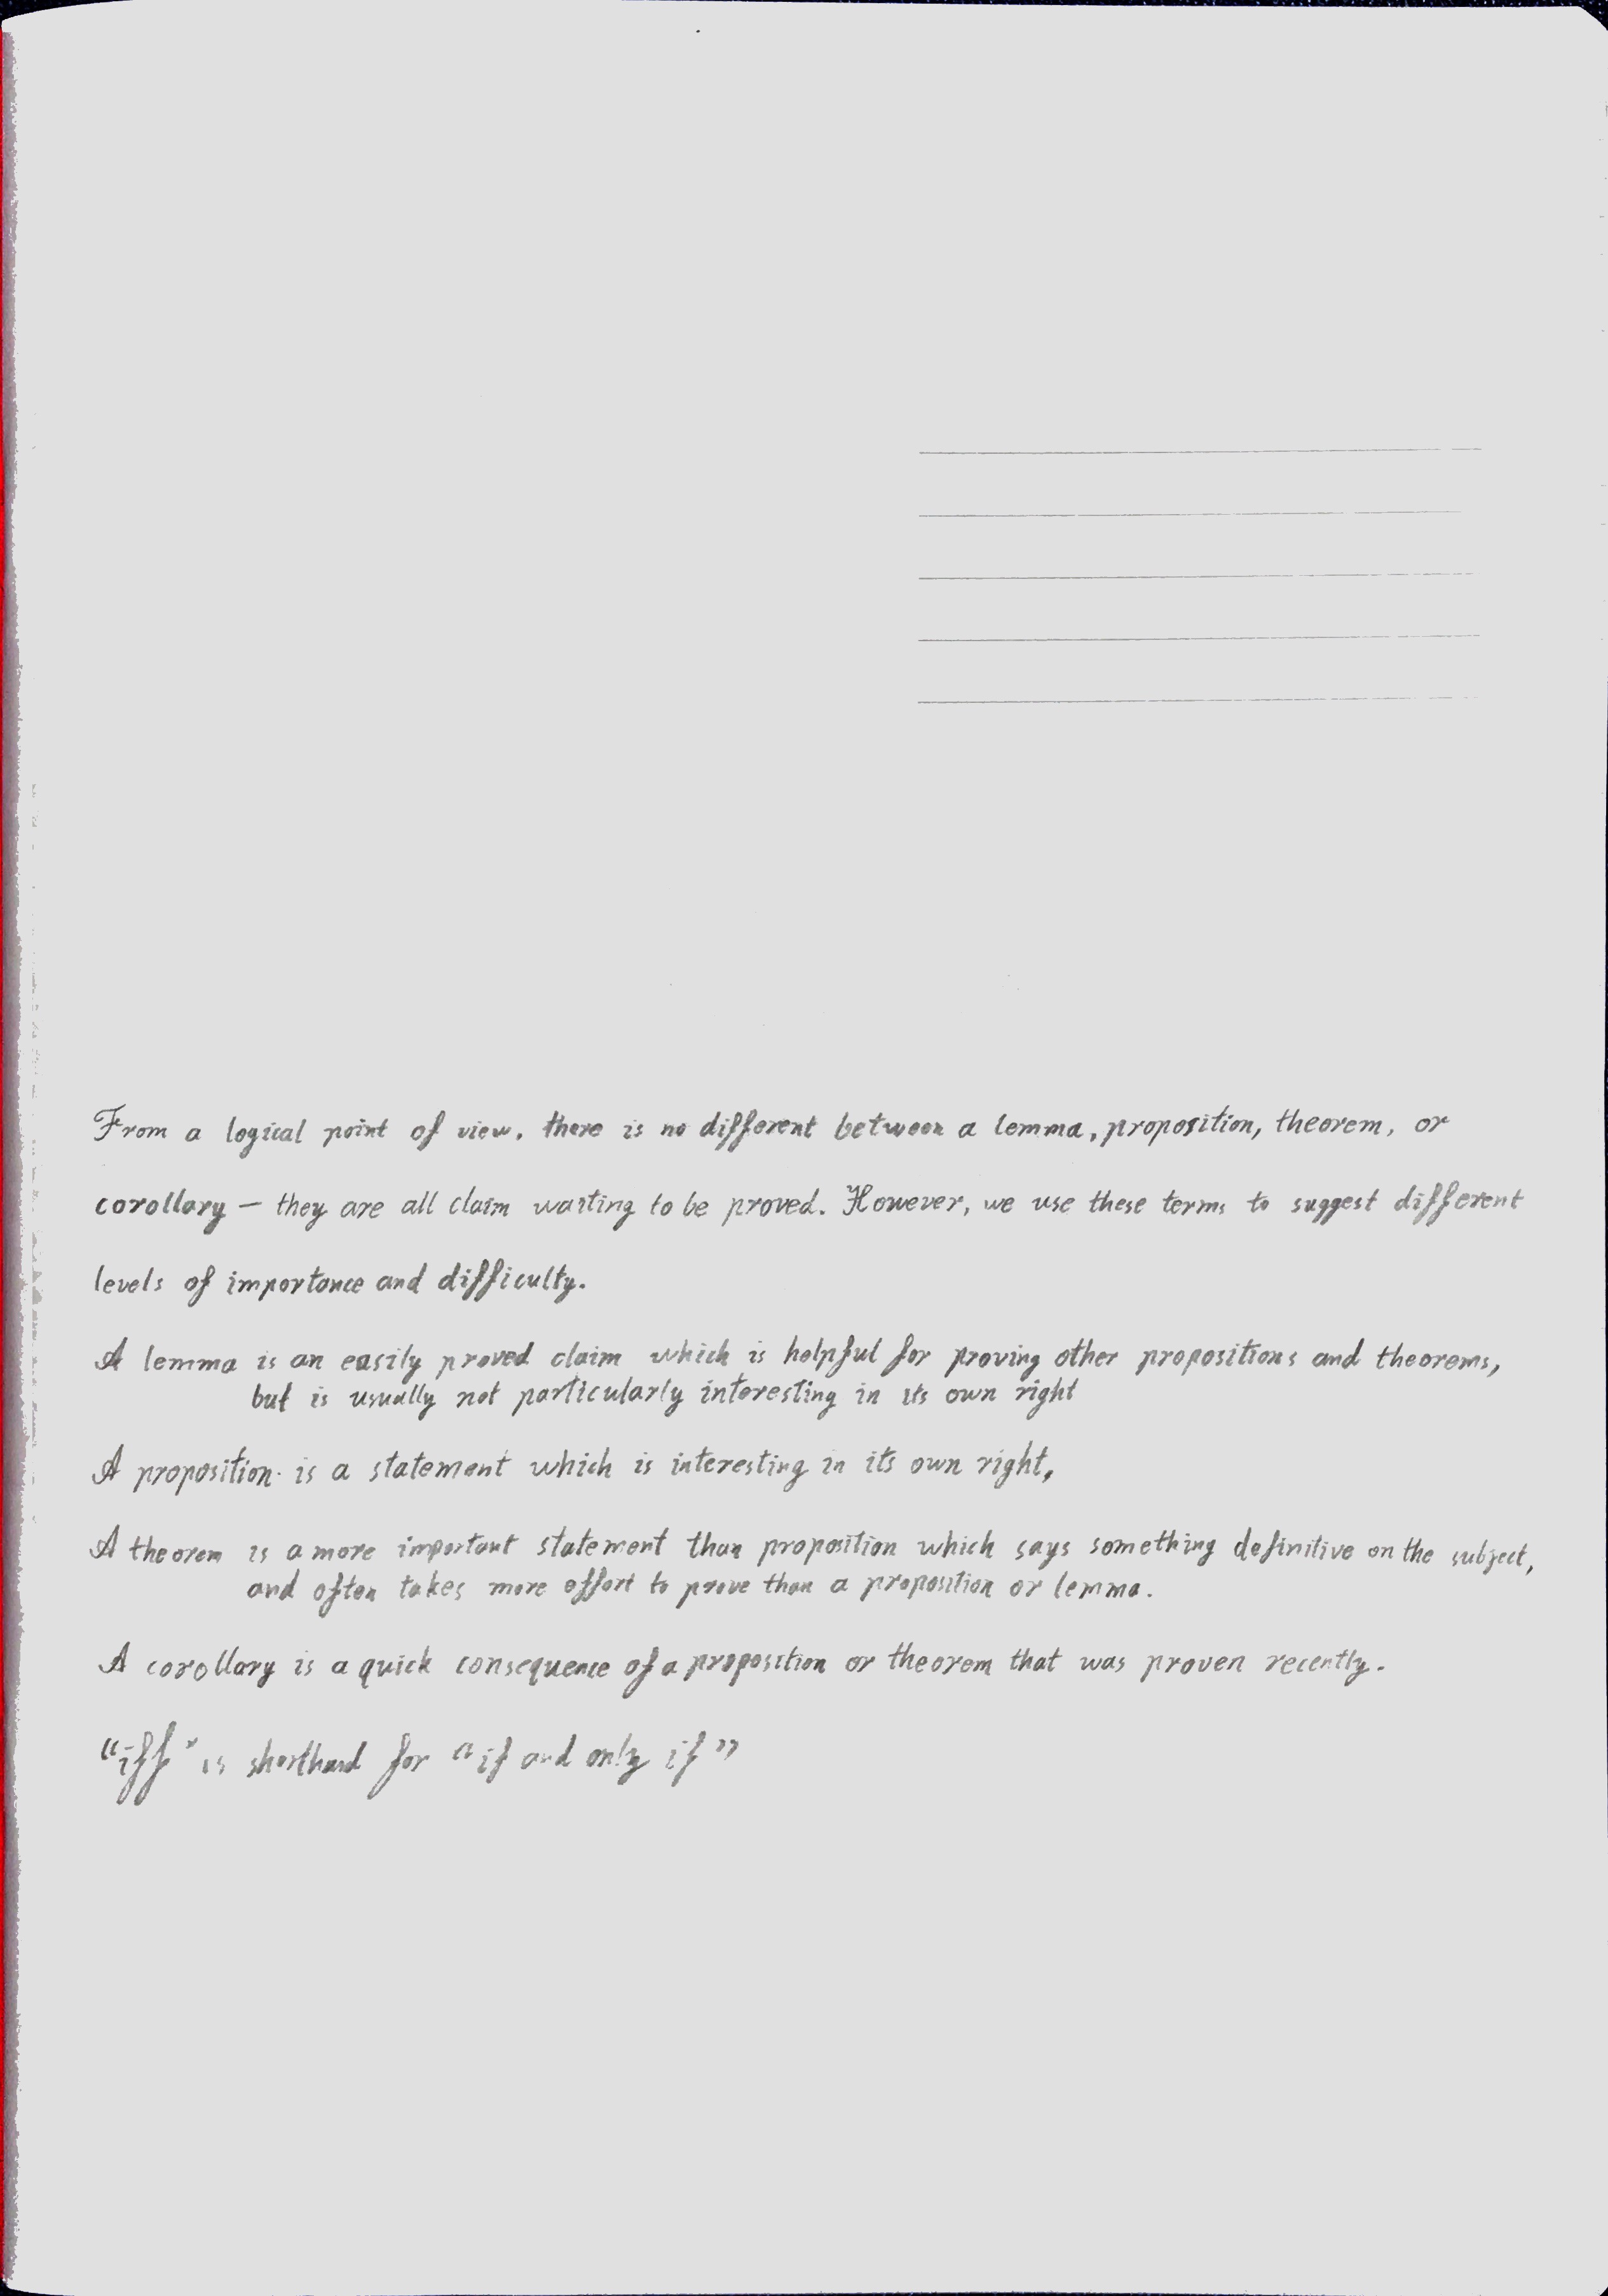 From a logical point of view, there is no different between a lemma, proposition, theorem, or
corollary — they are all claim waiting to be proved. However, we use these terms to suggest different
levels of importance and difficulty.
A lemma is an easily proved claim which is helpful for proving other propositions and theorems,
but is usually not particularly interesting in its own right
A proposition is a statement which is interesting in its own right,
A theorem is a more important statement than proposition which says something definitive on the subject,
and often takes more effort to prove than a proposition or lemma.
A corollary is a quick consequence of a proposition or theorem that was proven recently.
“iff” is shorthand for “if and only if”